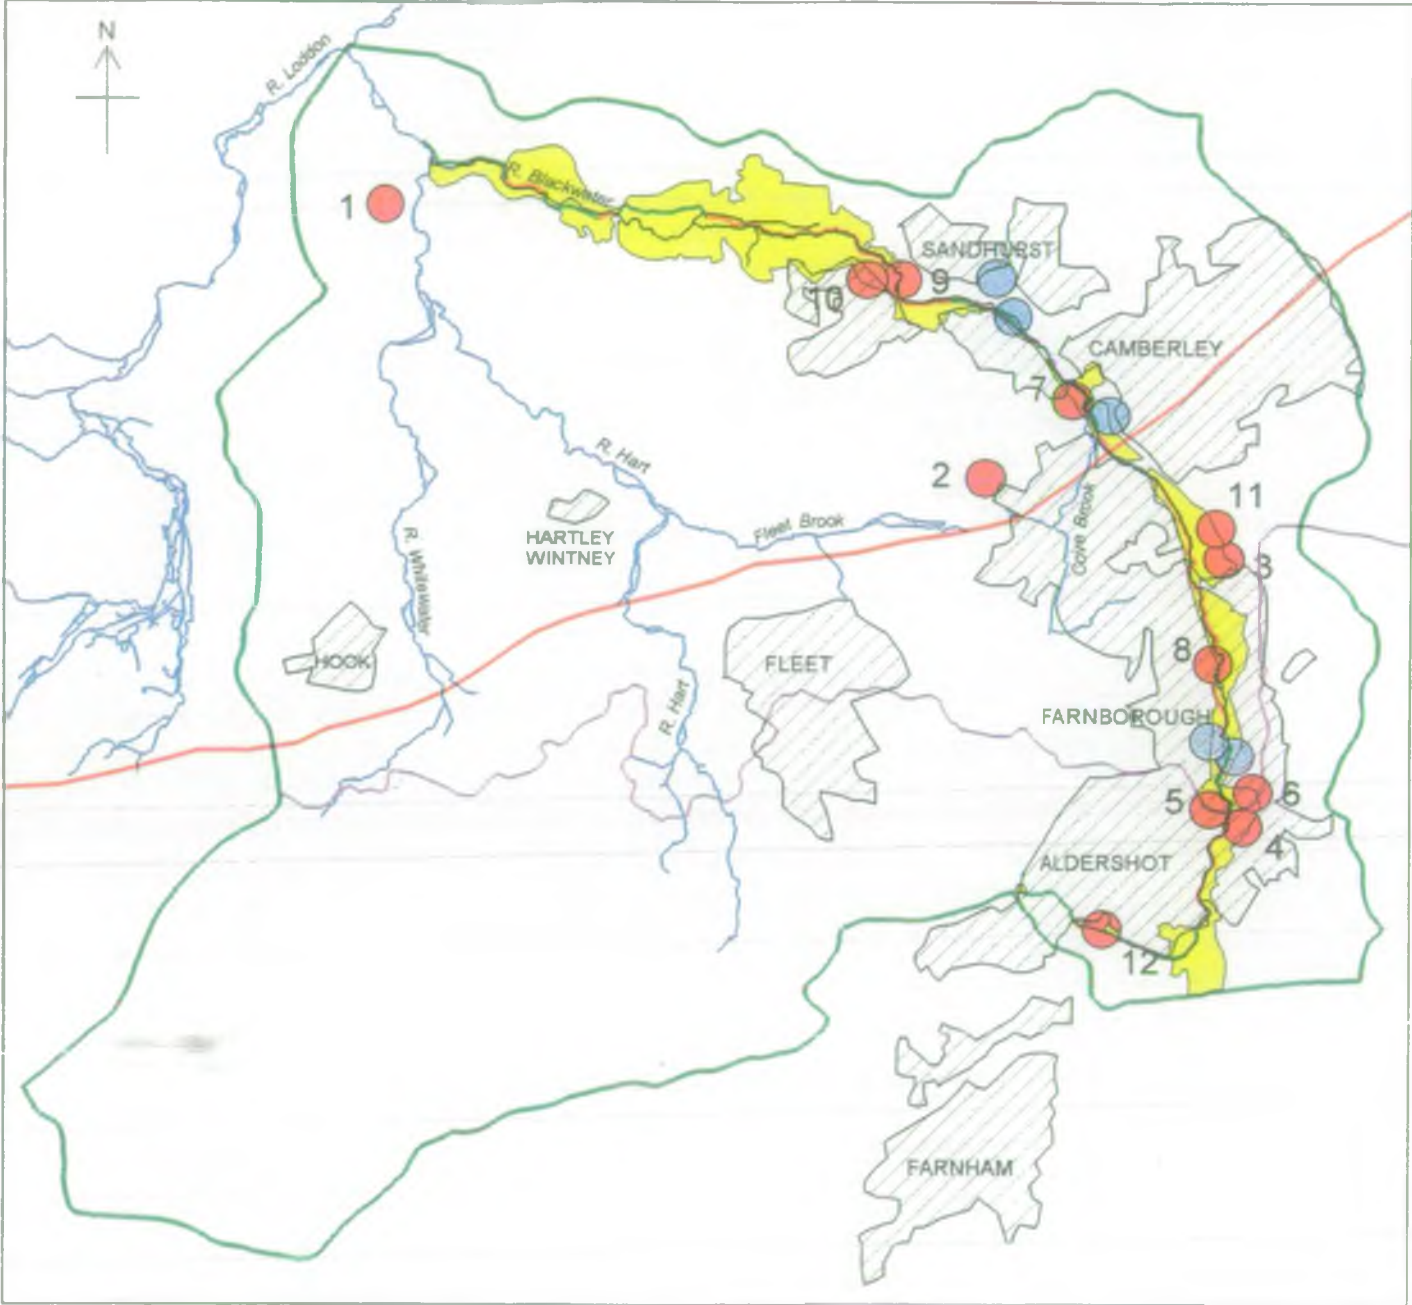 N
R. Loddon
R. Blackwater
1
SANDHURST
10
9
CAMBERLEY
7
R. Hart
2
11
HARTLEY
WINTNEY
Fleet Brook
Cove Brook
R. Whitewater
3
HOOK
FLEET
8
R. Hart
FARNBOROUGH
5
6
ALDERSHOT
4
12
FARNHAM